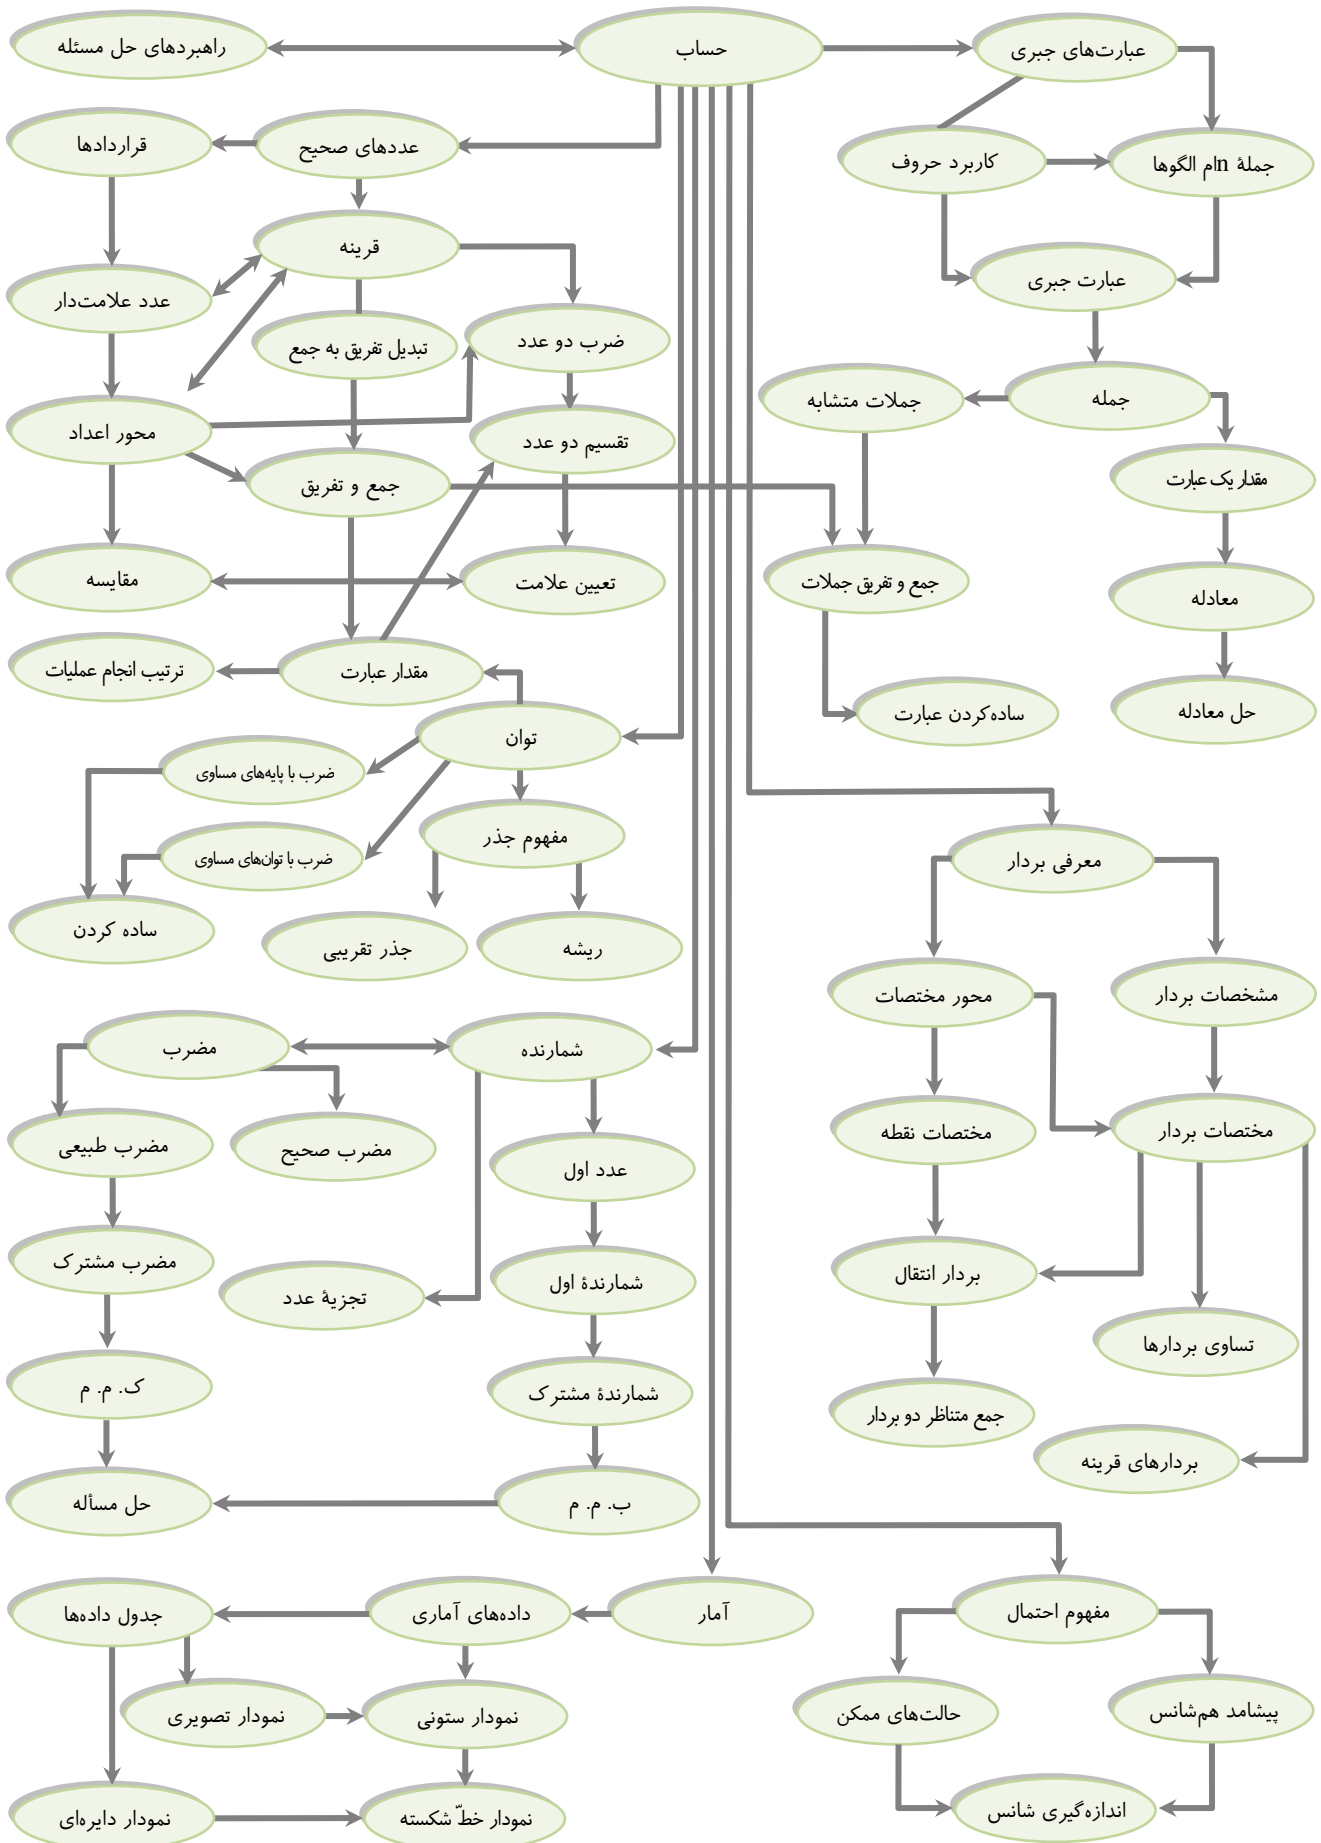 راهبردهای حل مسئله
حساب
عبارت‌های جبری
قراردادها
عددهای صحیح
کاربرد حروف
جملهٔ nام الگوها
قرینه
عدد علامت‌دار
عبارت جبری
تبدیل تفریق به جمع
ضرب دو عدد
جملات متشابه
جمله
محور اعداد
جمع و تفریق
تقسیم دو عدد
مقدار یک عبارت
مقایسه
تعیین علامت
جمع و تفریق جملات
معادله
ترتیب انجام عملیات
مقدار عبارت
ساده‌کردن عبارت
حل معادله
توان
ضرب با پایه‌های مساوی
مفهوم جذر
ضرب با توان‌های مساوی
معرفی بردار
ساده کردن
جذر تقریبی
ریشه
محور مختصات
مشخصات بردار
مضرب
شمارنده
مضرب طبیعی
مضرب صحیح
عدد اول
مختصات نقطه
مختصات بردار
مضرب مشترک
تجزیهٔ عدد
شمارندهٔ اول
بردار انتقال
تساوی بردارها
ک. م. م
شمارندهٔ مشترک
جمع متناظر دو بردار
بردارهای قرینه
حل مسأله
ب. م. م
جدول داده‌ها
داده‌های آماری
آمار
مفهوم احتمال
نمودار تصویری
نمودار ستونی
حالت‌های ممکن
پیشامد هم‌شانس
نمودار دایره‌ای
نمودار خطّ شکسته
اندازه‌گیری شانس